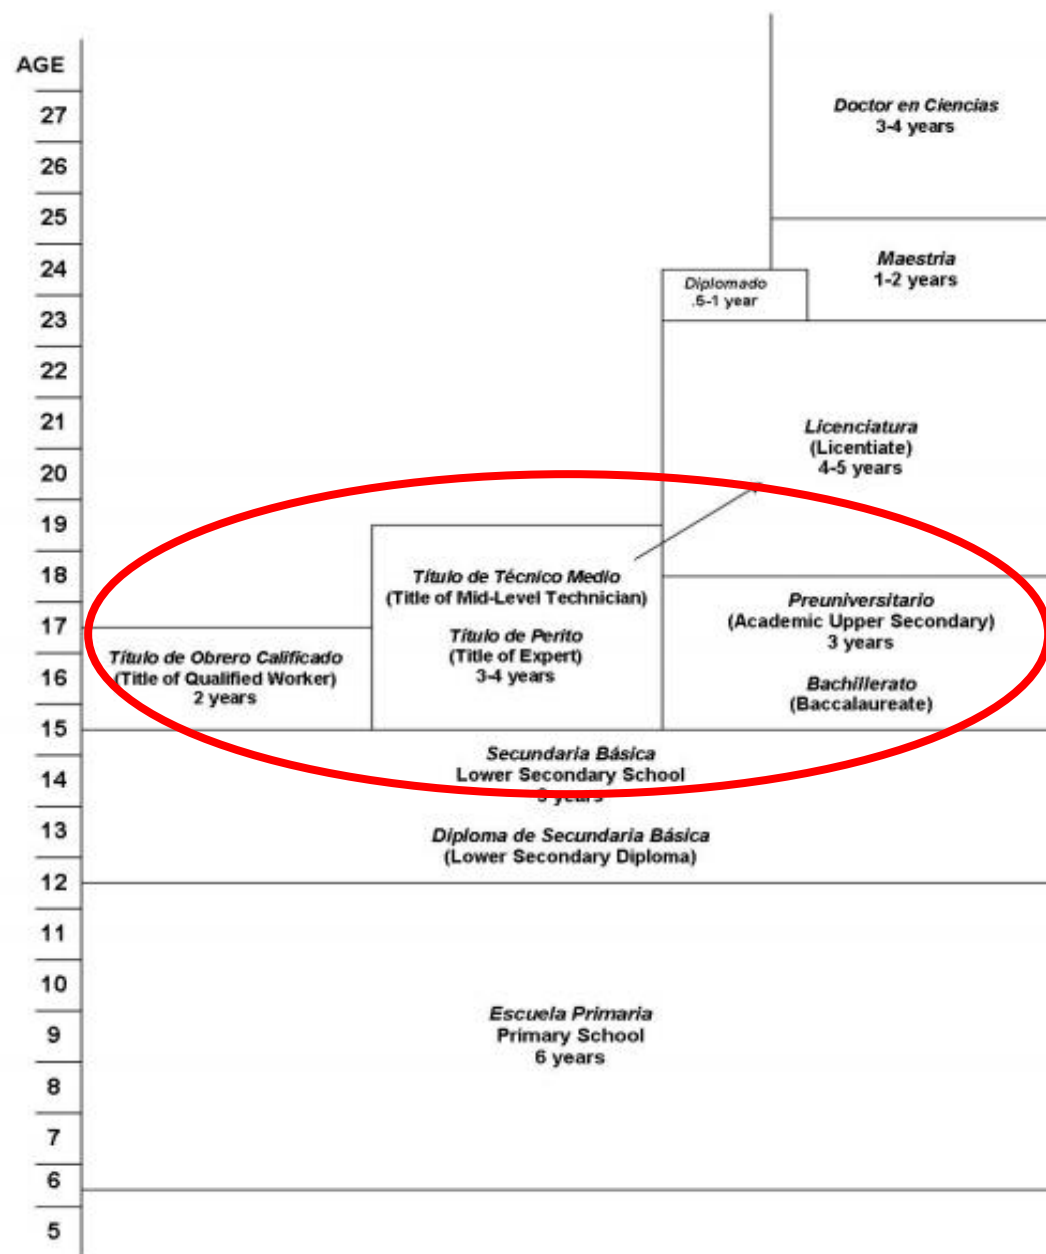 AGE
27
26
25
24
23
22
21
20
19
18
17
16
15
14
13
12
11
10
9
8
7
6
5
Doctor en Ciencias
3-4 years
Maestria
1-2 years
Diplomado
.5-1 year
Licenciatura
(Licentiate)
4-5 years
Título de Técnico Medio
(Title of Mid-Level Technician)
Título de Perito
(Title of Expert)
3-4 years
Preuniversitario
(Academic Upper Secondary)
3 years
Bachillerato
(Baccalaureate)
Título de Obrero Calificado
(Title of Qualified Worker)
2 years
Secundaria Básica
Lower Secondary School
3 years
Diploma de Secundaria Básica
(Lower Secondary Diploma)
Escuela Primaria
Primary School
6 years